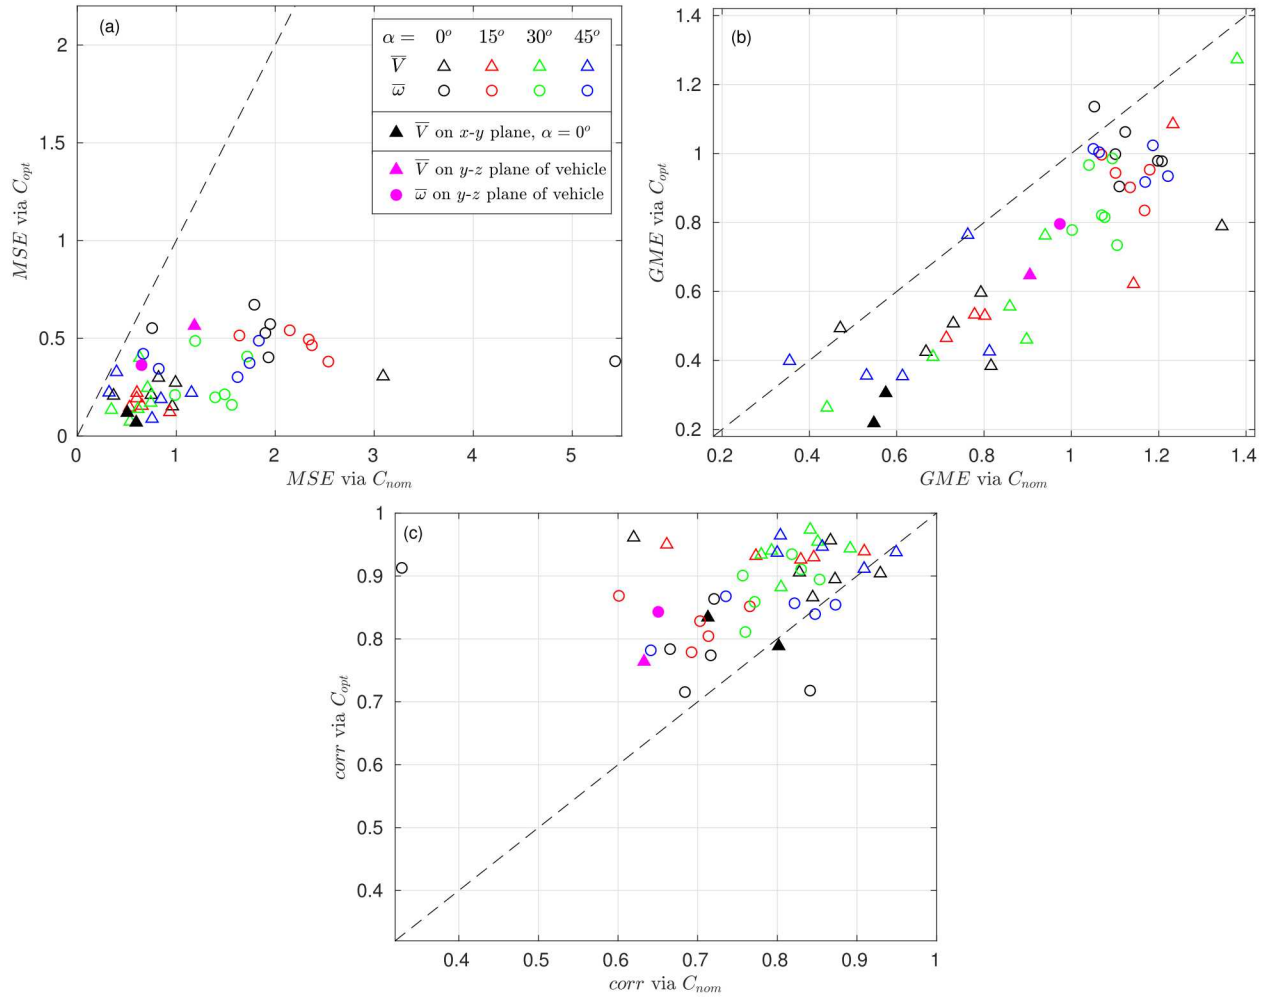 (a)
α = 0° 15° 30° 45°
V̅
ω̅
V̅ on x-y plane, α = 0°
V̅ on y-z plane of vehicle
ω̅ on y-z plane of vehicle
2
1.5
1
0.5
0
0 1 2 3 4 5
MSE via C_opt
MSE via C_nom
(b)
1.4
1.2
1
0.8
0.6
0.4
0.2
0.2 0.4 0.6 0.8 1 1.2 1.4
GME via C_opt
GME via C_nom
(c)
1
0.9
0.8
0.7
0.6
0.5
0.4
0.4 0.5 0.6 0.7 0.8 0.9 1
corr via C_opt
corr via C_nom